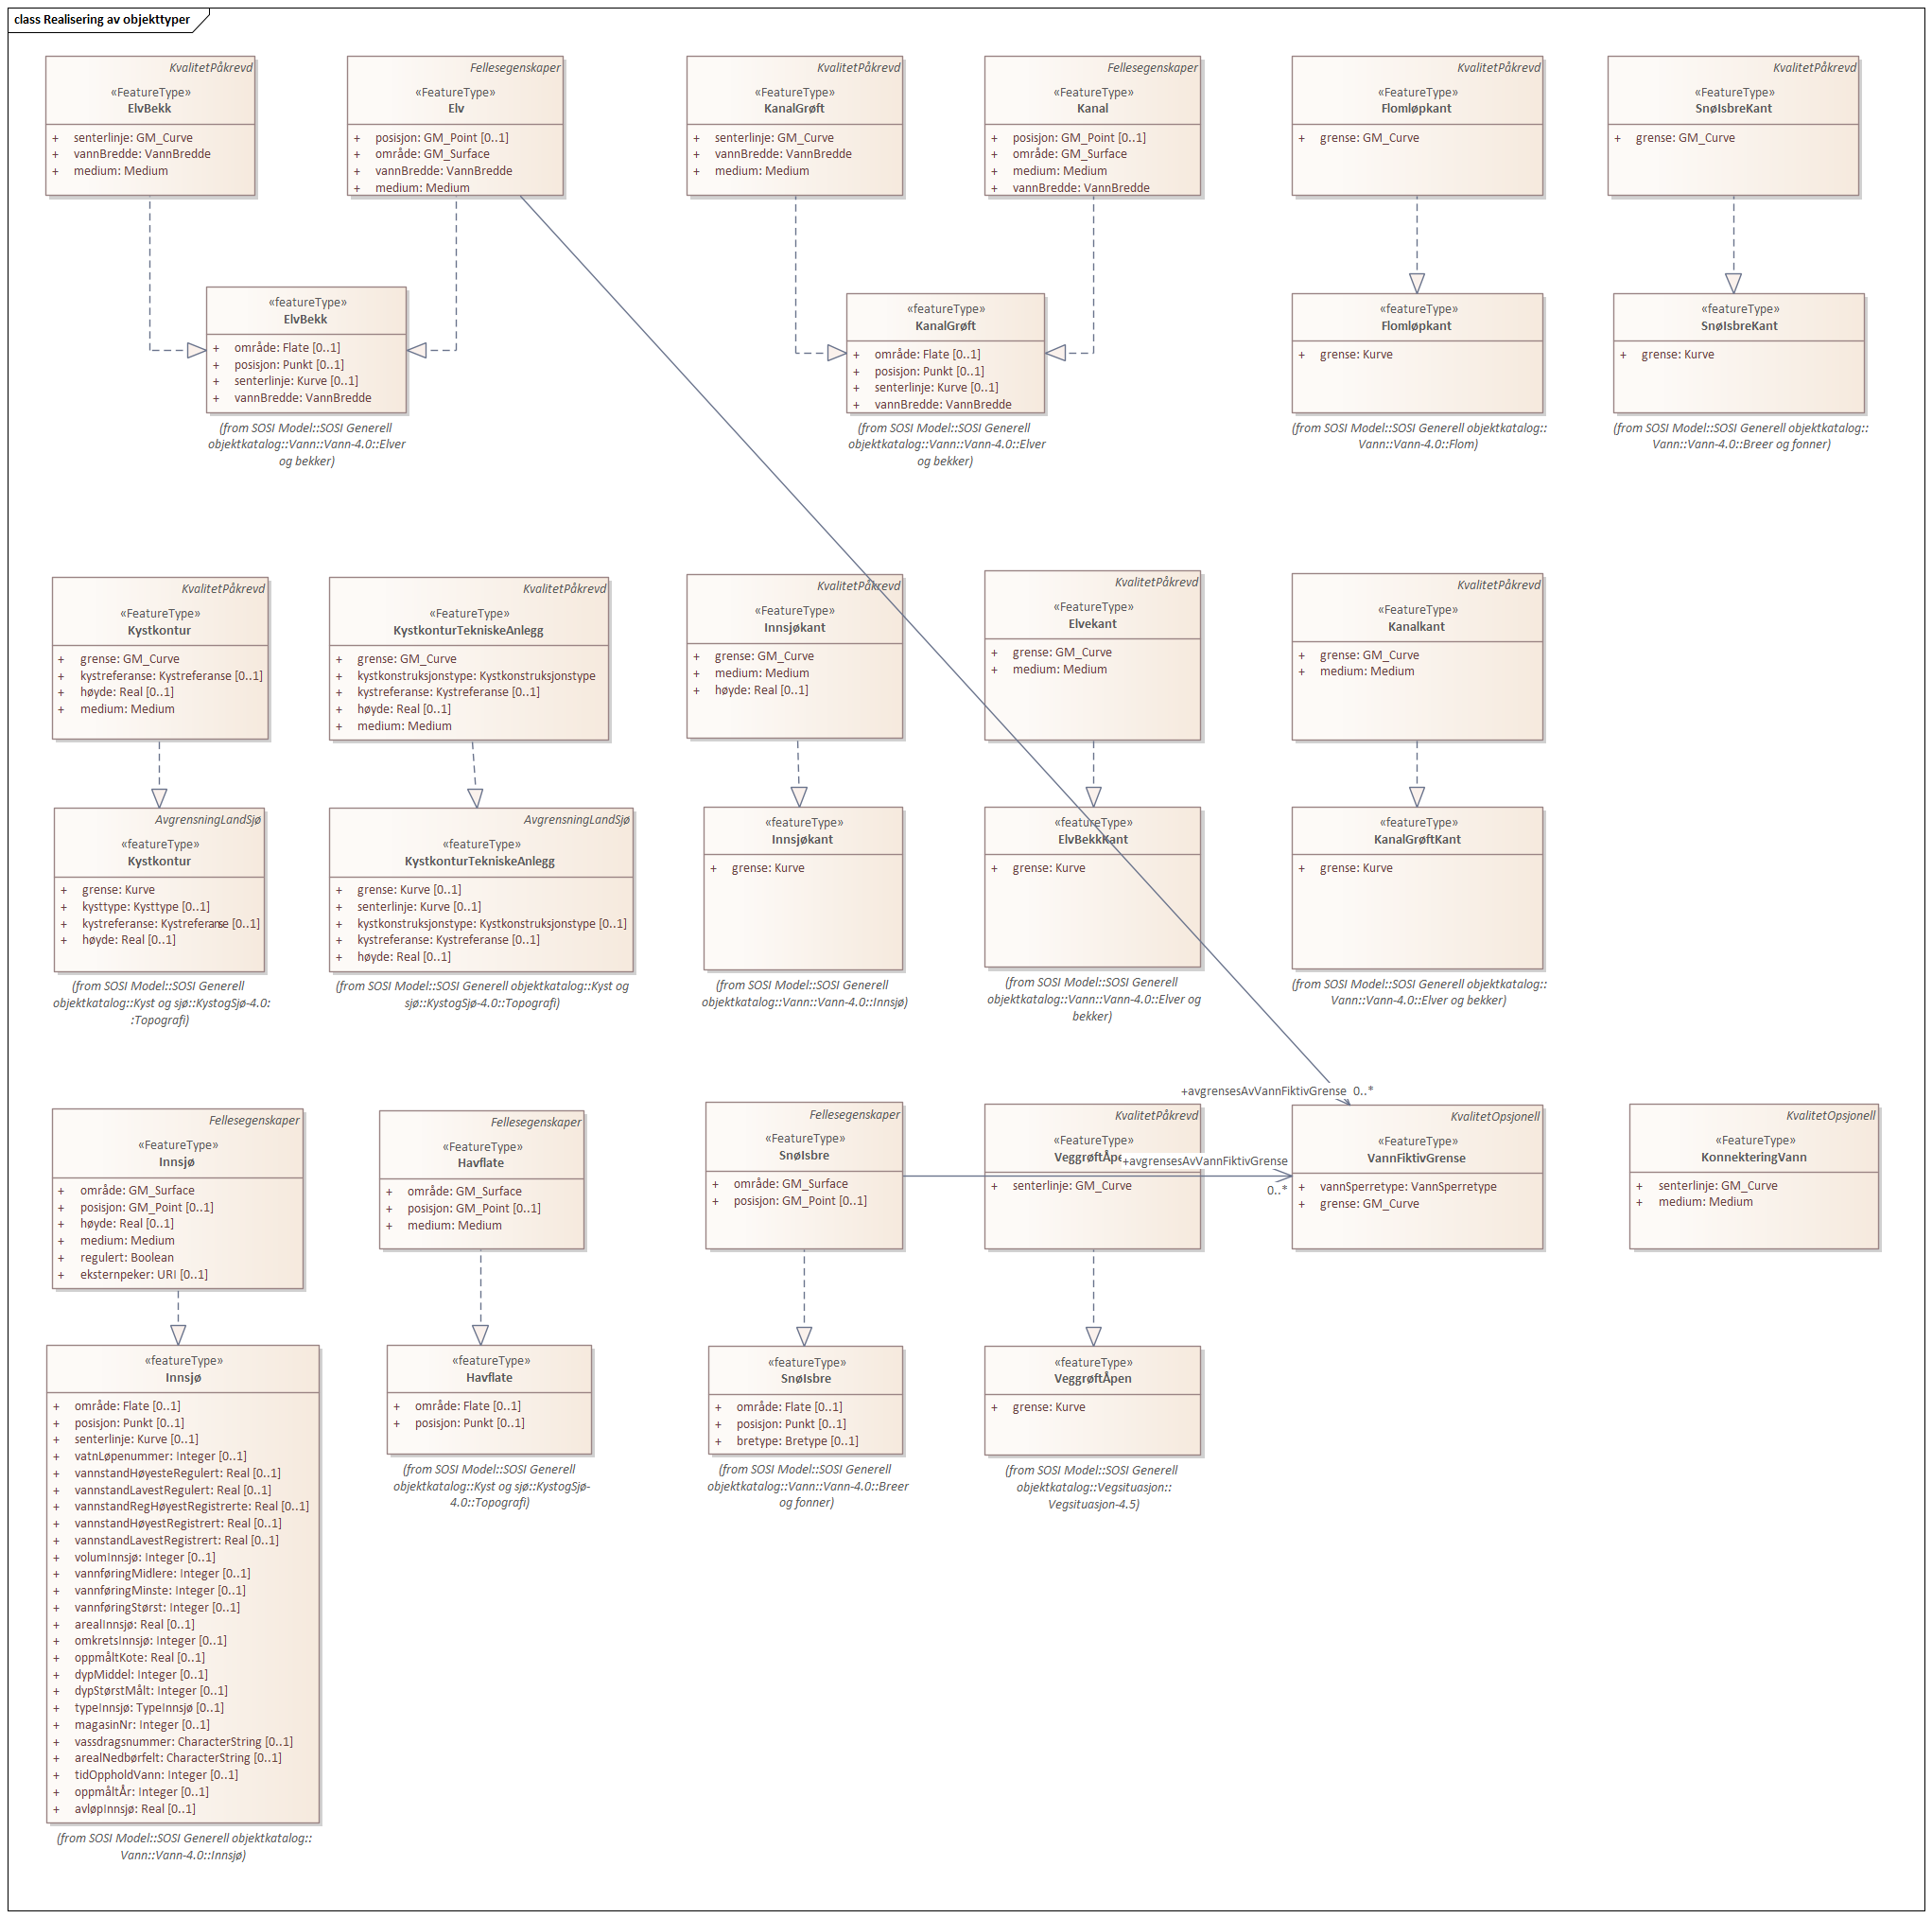 class Realisering av objekttyper
KvalitetPåkrevd
«FeatureType»
ElvBekk
+ senterlinje: GM_Curve
+ vannBredde: VannBredde
+ medium: Medium
Fellesegenskaper
«FeatureType»
Elv
+ posisjon: GM_Point [0..1]
+ område: GM_Surface
+ vannBredde: VannBredde
+ medium: Medium
KvalitetPåkrevd
«FeatureType»
KanalGrøft
+ senterlinje: GM_Curve
+ vannBredde: VannBredde
+ medium: Medium
Fellesegenskaper
«FeatureType»
Kanal
+ posisjon: GM_Point [0..1]
+ område: GM_Surface
+ medium: Medium
+ vannBredde: VannBredde
KvalitetPåkrevd
«FeatureType»
Flomløpkant
+ grense: GM_Curve
KvalitetPåkrevd
«FeatureType»
SnøIsbreKant
+ grense: GM_Curve
«featureType»
ElvBekk
+ område: Flate [0..1]
+ posisjon: Punkt [0..1]
+ senterlinje: Kurve [0..1]
+ vannBredde: VannBredde
(from SOSI Model::SOSI Generell
objektkatalog::Vann::Vann-4.0::Elver
og bekker)
«featureType»
KanalGrøft
+ område: Flate [0..1]
+ posisjon: Punkt [0..1]
+ senterlinje: Kurve [0..1]
+ vannBredde: VannBredde
(from SOSI Model::SOSI Generell
objektkatalog::Vann::Vann-4.0::Elver
og bekker)
«featureType»
Flomløpkant
+ grense: Kurve
(from SOSI Model::SOSI Generell objektkatalog::
Vann::Vann-4.0::Flom)
«featureType»
SnøIsbreKant
+ grense: Kurve
(from SOSI Model::SOSI Generell objektkatalog::
Vann::Vann-4.0::Breer og fonner)
KvalitetPåkrevd
«FeatureType»
Kystkontur
+ grense: GM_Curve
+ kystreferanse: Kystreferanse [0..1]
+ høyde: Real [0..1]
+ medium: Medium
KvalitetPåkrevd
«FeatureType»
KystkonturTekniskeAnlegg
+ grense: GM_Curve
+ kystkonstruksjonstype: Kystkonstruksjonstype
+ kystreferanse: Kystreferanse [0..1]
+ høyde: Real [0..1]
+ medium: Medium
KvalitetPåkrevd
«FeatureType»
Innsjøkant
+ grense: GM_Curve
+ medium: Medium
+ høyde: Real [0..1]
KvalitetPåkrevd
«FeatureType»
Elvekant
+ grense: GM_Curve
+ medium: Medium
KvalitetPåkrevd
«FeatureType»
Kanalkant
+ grense: GM_Curve
+ medium: Medium
AvgrensningLandSjø
«featureType»
Kystkontur
+ grense: Kurve
+ kysttype: Kysttype [0..1]
+ kystreferanse: Kystreferanse [0..1]
+ høyde: Real [0..1]
(from SOSI Model::SOSI Generell
objektkatalog::Kyst og sjø::KystogSjø-4.0:
:Topografi)
AvgrensningLandSjø
«featureType»
KystkonturTekniskeAnlegg
+ grense: Kurve [0..1]
+ senterlinje: Kurve [0..1]
+ kystkonstruksjonstype: Kystkonstruksjonstype [0..1]
+ kystreferanse: Kystreferanse [0..1]
+ høyde: Real [0..1]
(from SOSI Model::SOSI Generell objektkatalog::Kyst og
sjø::KystogSjø-4.0::Topografi)
«featureType»
Innsjøkant
+ grense: Kurve
(from SOSI Model::SOSI Generell
objektkatalog::Vann::Vann-4.0::Innsjø)
«featureType»
ElvBekkKant
+ grense: Kurve
(from SOSI Model::SOSI Generell
objektkatalog::Vann::Vann-4.0::Elver og
bekker)
«featureType»
KanalGrøftKant
+ grense: Kurve
(from SOSI Model::SOSI Generell objektkatalog::
Vann::Vann-4.0::Elver og bekker)
+avgrensesAvVannFiktivGrense 0..*
Fellesegenskaper
«FeatureType»
Innsjø
+ område: GM_Surface
+ posisjon: GM_Point [0..1]
+ høyde: Real [0..1]
+ medium: Medium
+ regulert: Boolean
+ eksternpeker: URI [0..1]
Fellesegenskaper
«FeatureType»
Havflate
+ område: GM_Surface
+ posisjon: GM_Point [0..1]
+ medium: Medium
Fellesegenskaper
«FeatureType»
SnøIsbre
+ område: GM_Surface
+ posisjon: GM_Point [0..1]
KvalitetPåkrevd
«FeatureType»
+avgrensesAvVannFiktivGrense
0..*
+ senterlinje: GM_Curve
KvalitetOpsjonell
«FeatureType»
VannFiktivGrense
+ vannSperretype: VannSperretype
+ grense: GM_Curve
KvalitetOpsjonell
«FeatureType»
KonnekteringVann
+ senterlinje: GM_Curve
+ medium: Medium
«featureType»
Innsjø
+ område: Flate [0..1]
+ posisjon: Punkt [0..1]
+ senterlinje: Kurve [0..1]
+ vatnLøpenummer: Integer [0..1]
+ vannstandHøyesteRegulert: Real [0..1]
+ vannstandLavestRegulert: Real [0..1]
+ vannstandRegHøyestRegistrerte: Real [0..1]
+ vannstandHøyestRegistrert: Real [0..1]
+ vannstandLavestRegistrert: Real [0..1]
+ volumInnsjø: Integer [0..1]
+ vannføringMidlere: Integer [0..1]
+ vannføringMinste: Integer [0..1]
+ vannføringStørst: Integer [0..1]
+ arealInnsjø: Real [0..1]
+ omkretsInnsjø: Integer [0..1]
+ oppmåltKote: Real [0..1]
+ dypMiddel: Integer [0..1]
+ dypStørstMålt: Integer [0..1]
+ typeInnsjø: TypeInnsjø [0..1]
+ magasinNr: Integer [0..1]
+ vassdragsnummer: CharacterString [0..1]
+ arealNedbørfelt: CharacterString [0..1]
+ tidOppholdVann: Integer [0..1]
+ oppmåltÅr: Integer [0..1]
+ avløpInnsjø: Real [0..1]
(from SOSI Model::SOSI Generell objektkatalog::
Vann::Vann-4.0::Innsjø)
«featureType»
Havflate
+ område: Flate [0..1]
+ posisjon: Punkt [0..1]
(from SOSI Model::SOSI Generell
objektkatalog::Kyst og sjø::KystogSjø-
4.0::Topografi)
«featureType»
SnøIsbre
+ område: Flate [0..1]
+ posisjon: Punkt [0..1]
+ bretype: Bretype [0..1]
(from SOSI Model::SOSI Generell
objektkatalog::Vann::Vann-4.0::Breer
og fonner)
«featureType»
VeggrøftÅpen
+ grense: Kurve
(from SOSI Model::SOSI Generell
objektkatalog::Vegsituasjon::
Vegsituasjon-4.5)